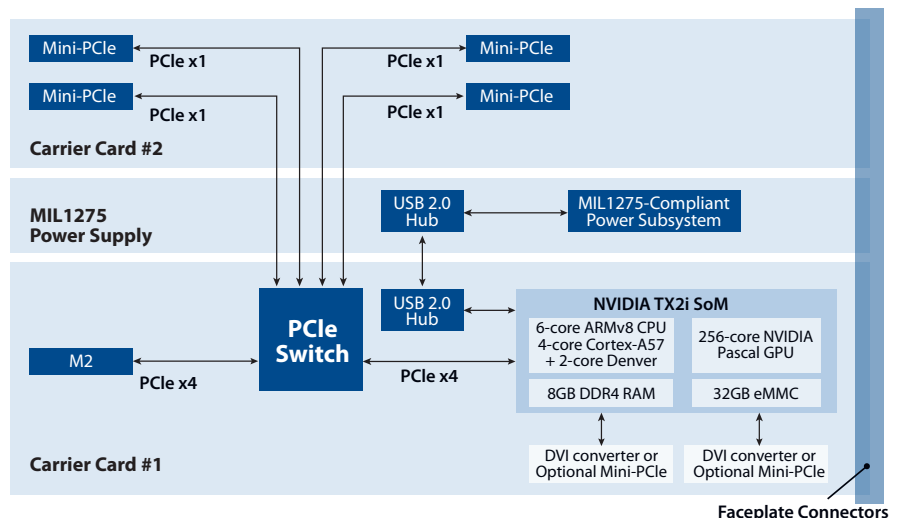 Mini-PCIe
PCIe x1
Mini-PCIe
PCIe x1
Mini-PCIe
PCIe x1
Mini-PCIe
PCIe x1
Carrier Card #2
MIL1275
Power Supply
USB 2.0
Hub
MIL1275-Compliant
Power Subsystem
USB 2.0
Hub
PCIe
Switch
M2
PCIe x4
PCIe x4
NVIDIA TX2i SoM
6-core ARMv8 CPU
4-core Cortex-A57
+ 2-core Denver
256-core NVIDIA
Pascal GPU
8GB DDR4 RAM
32GB eMMC
DVI converter or
Optional Mini-PCIe
DVI converter or
Optional Mini-PCIe
Carrier Card #1
Faceplate Connectors